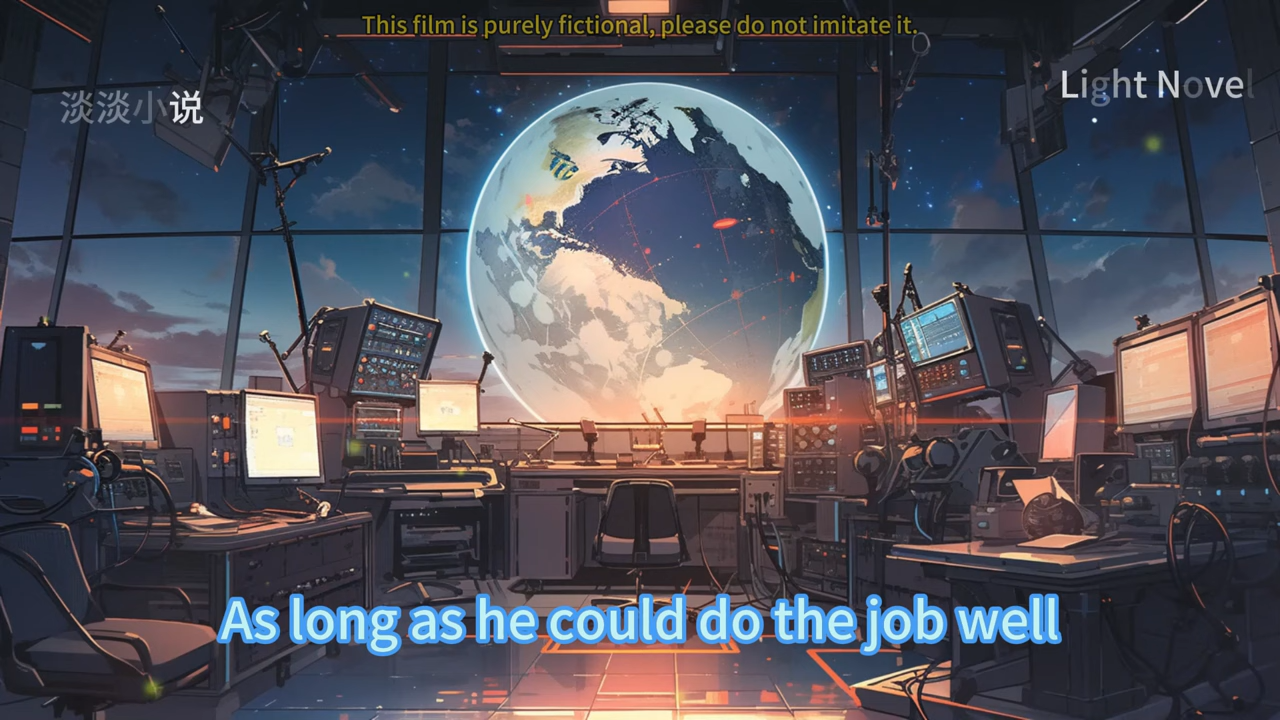 This film is purely fictional, please do not imitate it.
淡淡小说
Light Novel
As long as he could do the job well